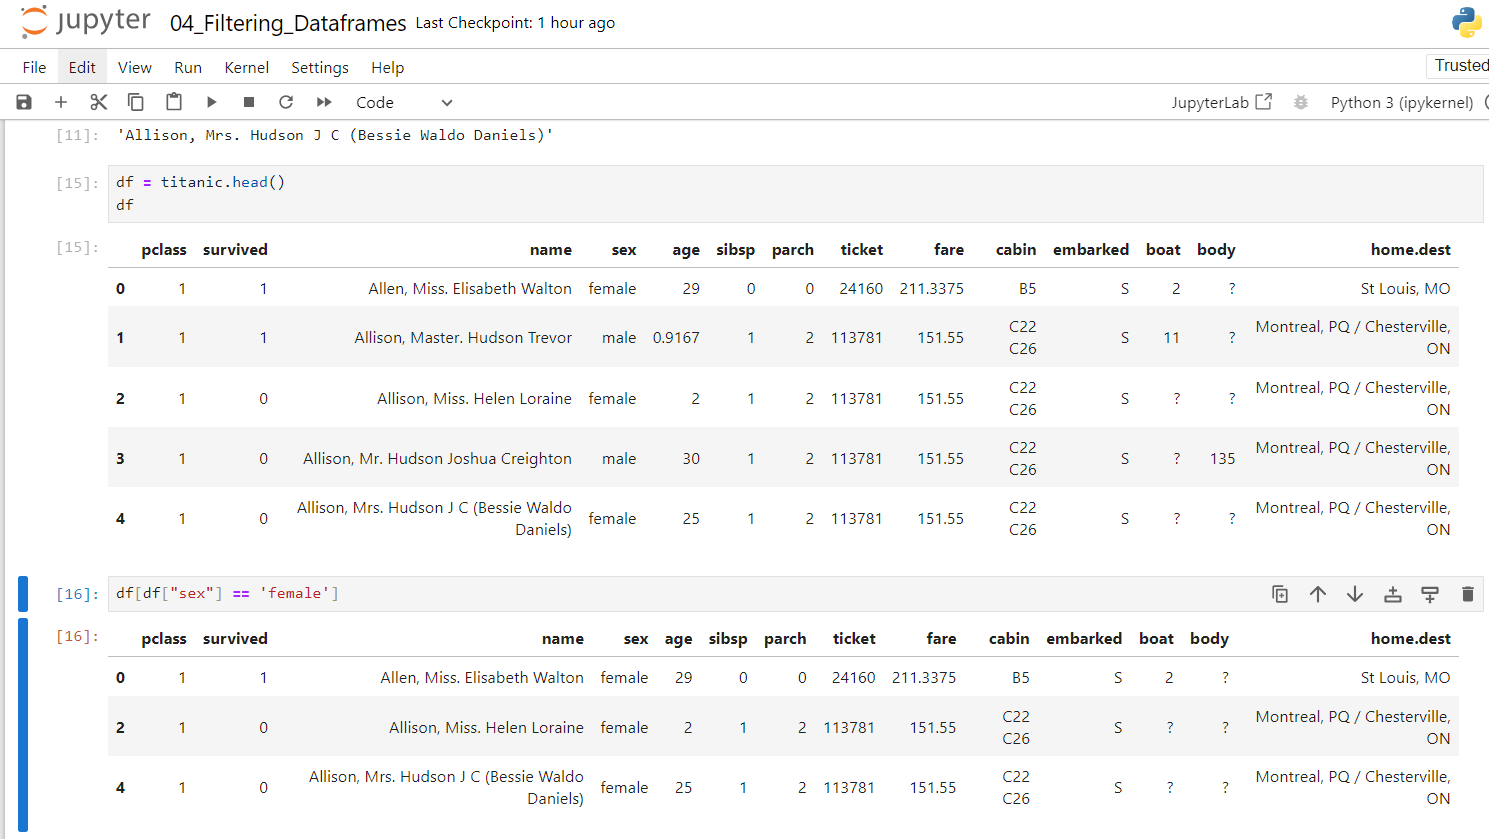 jupyter 04_Filtering_Dataframes Last Checkpoint: 1 hour ago
File Edit View Run Kernel Settings Help Trusted
Code JupyterLab Python 3 (ipykernel)
[11]: 'Allison, Mrs. Hudson J C (Bessie Waldo Daniels)'
[15]: df = titanic.head()
df
[15]: pclass survived name sex age sibsp parch ticket fare cabin embarked boat body home.dest
0 1 1 Allen, Miss. Elisabeth Walton female 29 0 0 24160 211.3375 B5 S 2 ? St Louis, MO
1 1 1 Allison, Master. Hudson Trevor male 0.9167 1 2 113781 151.55 C22 C26 S 11 ? Montreal, PQ / Chesterville, ON
2 1 0 Allison, Miss. Helen Loraine female 2 1 2 113781 151.55 C22 C26 S ? ? Montreal, PQ / Chesterville, ON
3 1 0 Allison, Mr. Hudson Joshua Creighton male 30 1 2 113781 151.55 C22 C26 S ? 135 Montreal, PQ / Chesterville, ON
4 1 0 Allison, Mrs. Hudson J C (Bessie Waldo Daniels) female 25 1 2 113781 151.55 C22 C26 S ? ? Montreal, PQ / Chesterville, ON
[16]: df[df["sex"] == 'female']
[16]: pclass survived name sex age sibsp parch ticket fare cabin embarked boat body home.dest
0 1 1 Allen, Miss. Elisabeth Walton female 29 0 0 24160 211.3375 B5 S 2 ? St Louis, MO
2 1 0 Allison, Miss. Helen Loraine female 2 1 2 113781 151.55 C22 C26 S ? ? Montreal, PQ / Chesterville, ON
4 1 0 Allison, Mrs. Hudson J C (Bessie Waldo Daniels) female 25 1 2 113781 151.55 C22 C26 S ? ? Montreal, PQ / Chesterville, ON